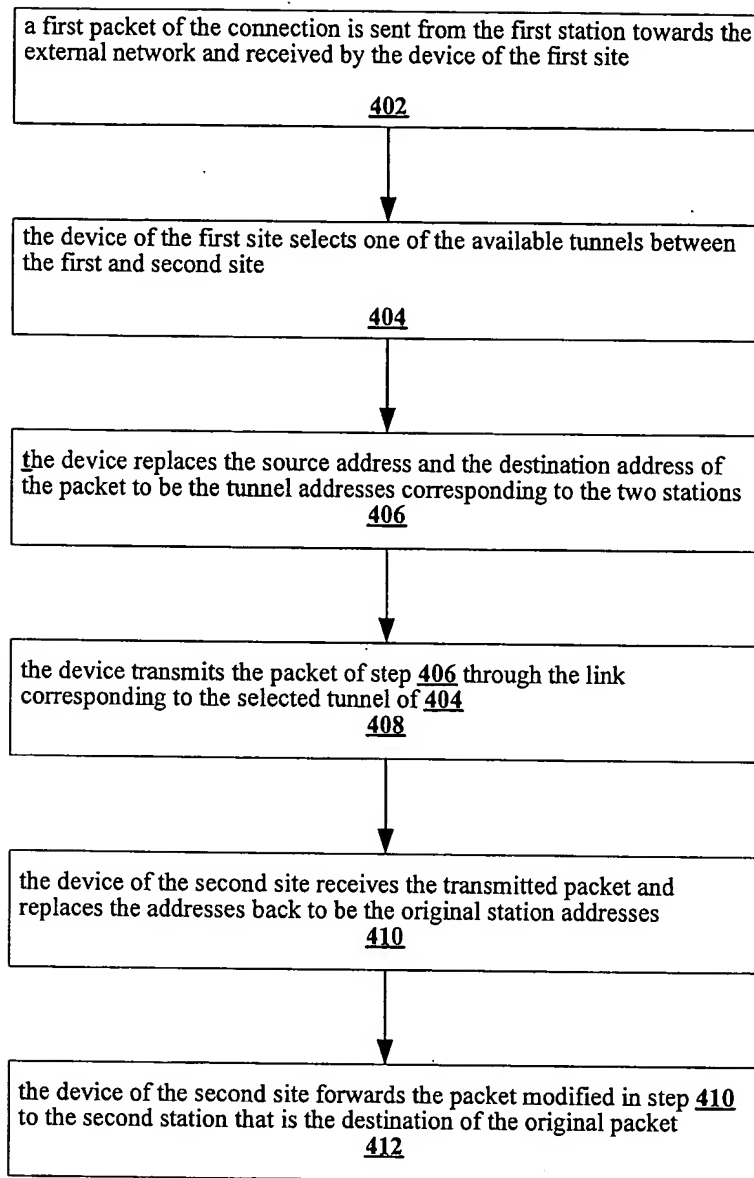 a first packet of the connection is sent from the first station towards the
external network and received by the device of the first site
402
the device of the first site selects one of the available tunnels between
the first and second site
404
the device replaces the source address and the destination address of
the packet to be the tunnel addresses corresponding to the two stations
406
the device transmits the packet of step 406 through the link
corresponding to the selected tunnel of 404
408
the device of the second site receives the transmitted packet and
replaces the addresses back to be the original station addresses
410
the device of the second site forwards the packet modified in step 410
to the second station that is the destination of the original packet
412